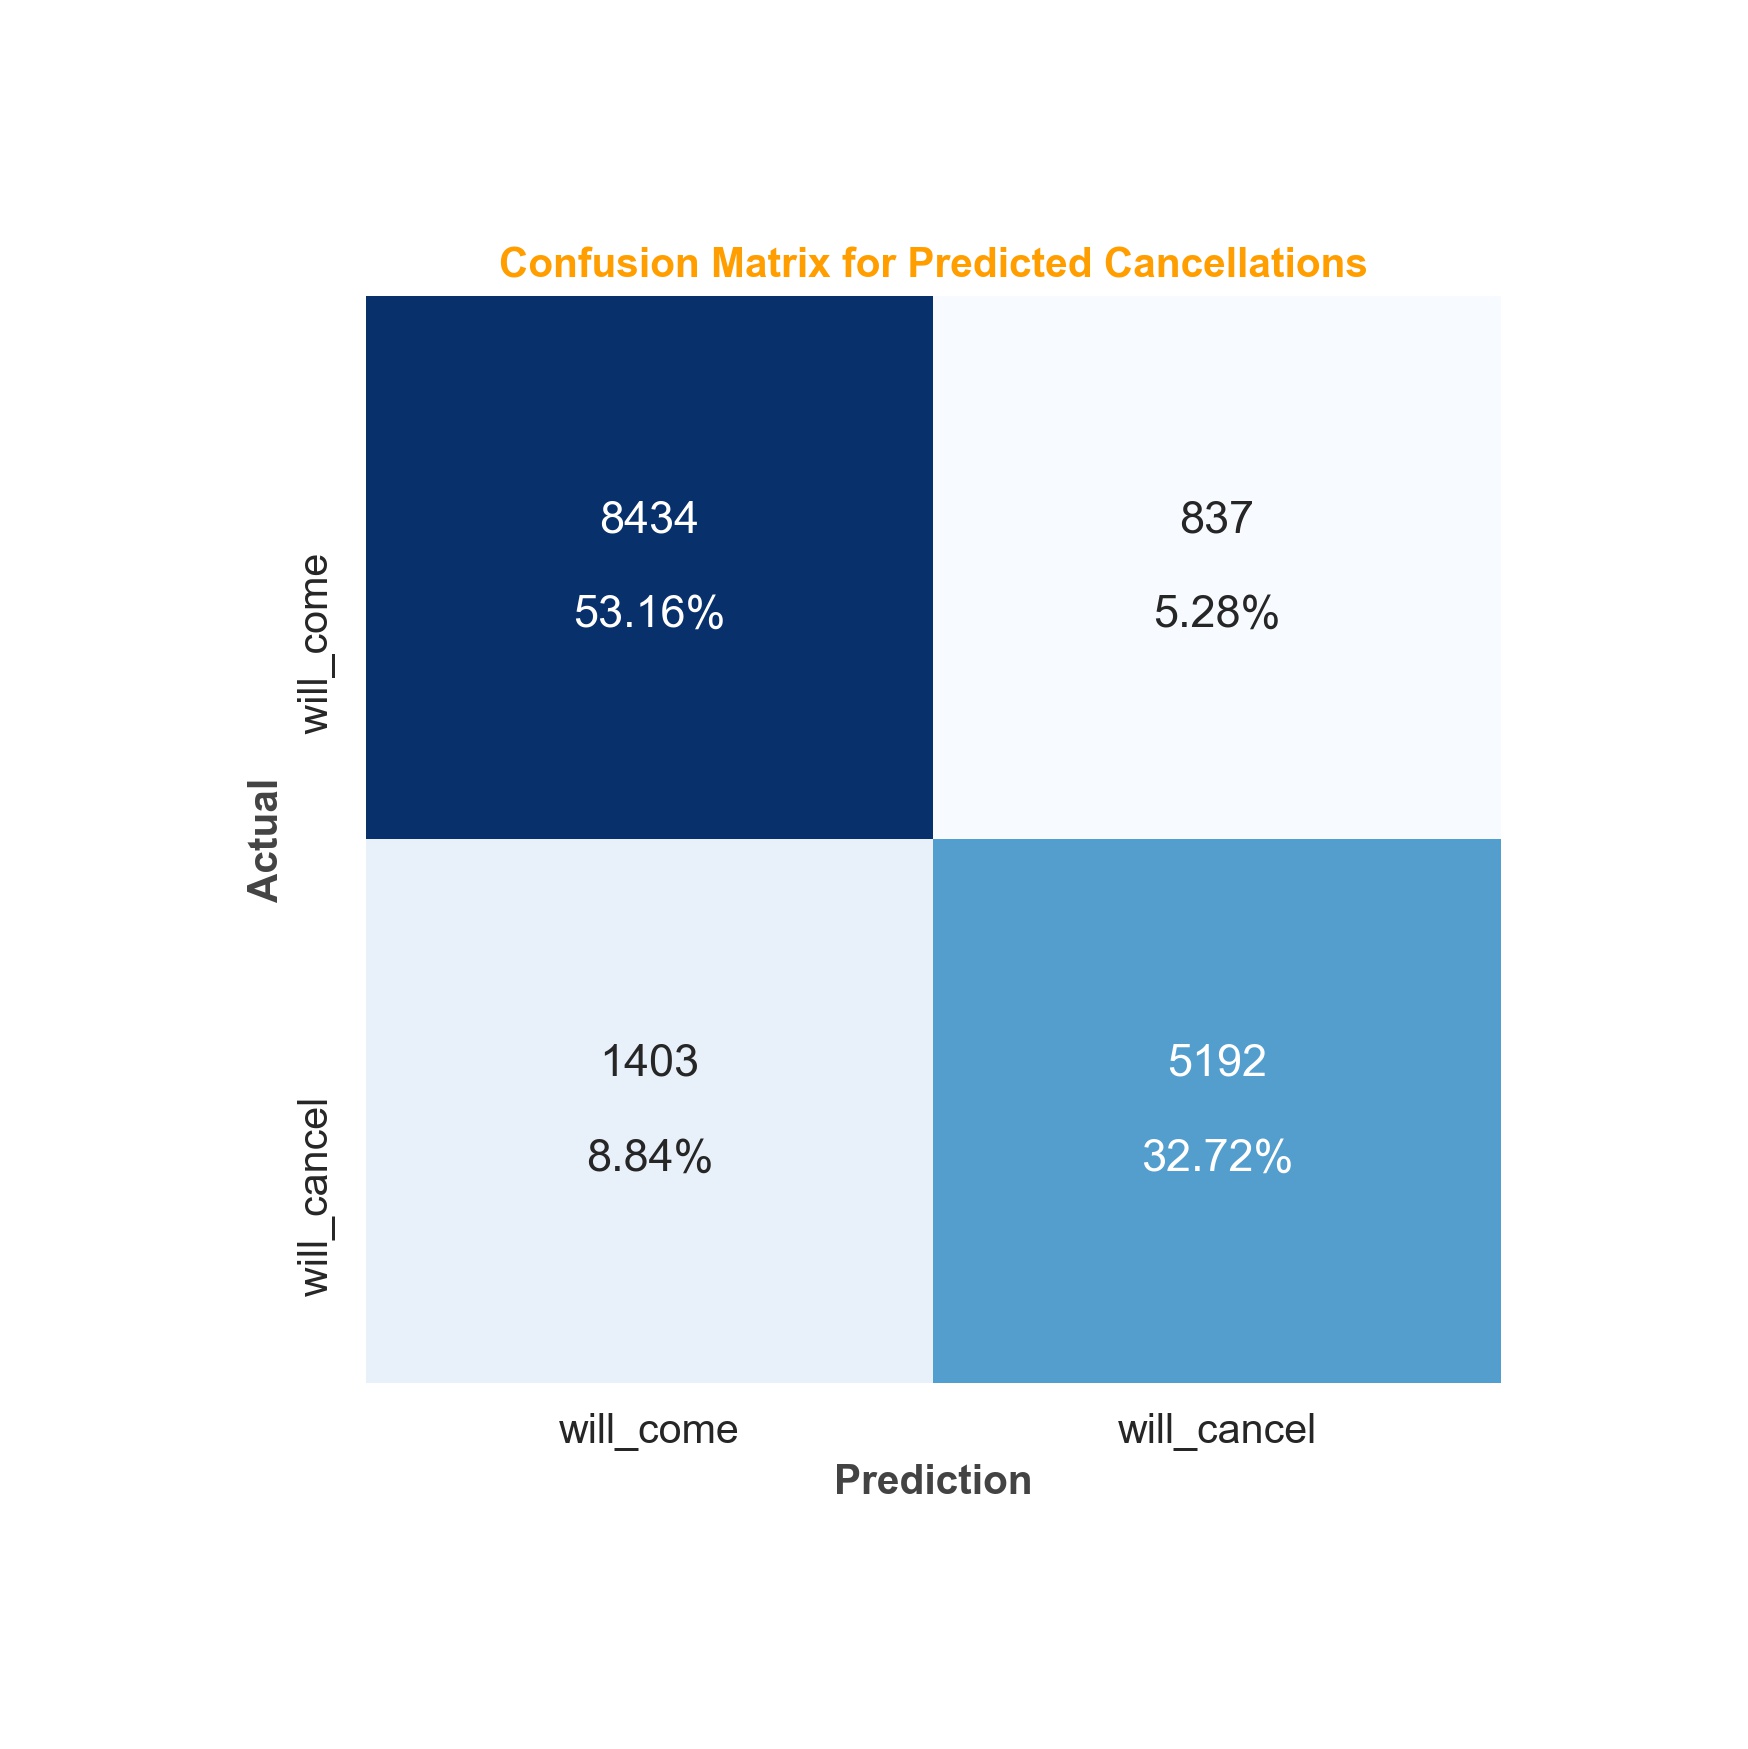 Confusion Matrix for Predicted Cancellations
Actual
will_come
8434
837
53.16%
5.28%
will_cancel
1403
5192
8.84%
32.72%
will_come
will_cancel
Prediction